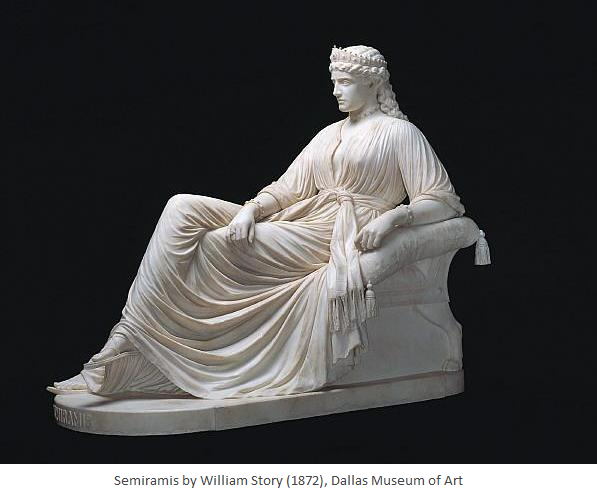 Semiramis by William Story (1872), Dallas Museum of Art